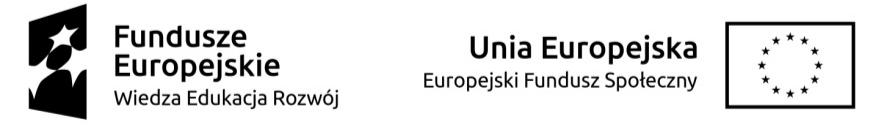 Fundusze
Europejskie
Wiedza Edukacja Rozwój
Unia Europejska
Europejski Fundusz Społeczny